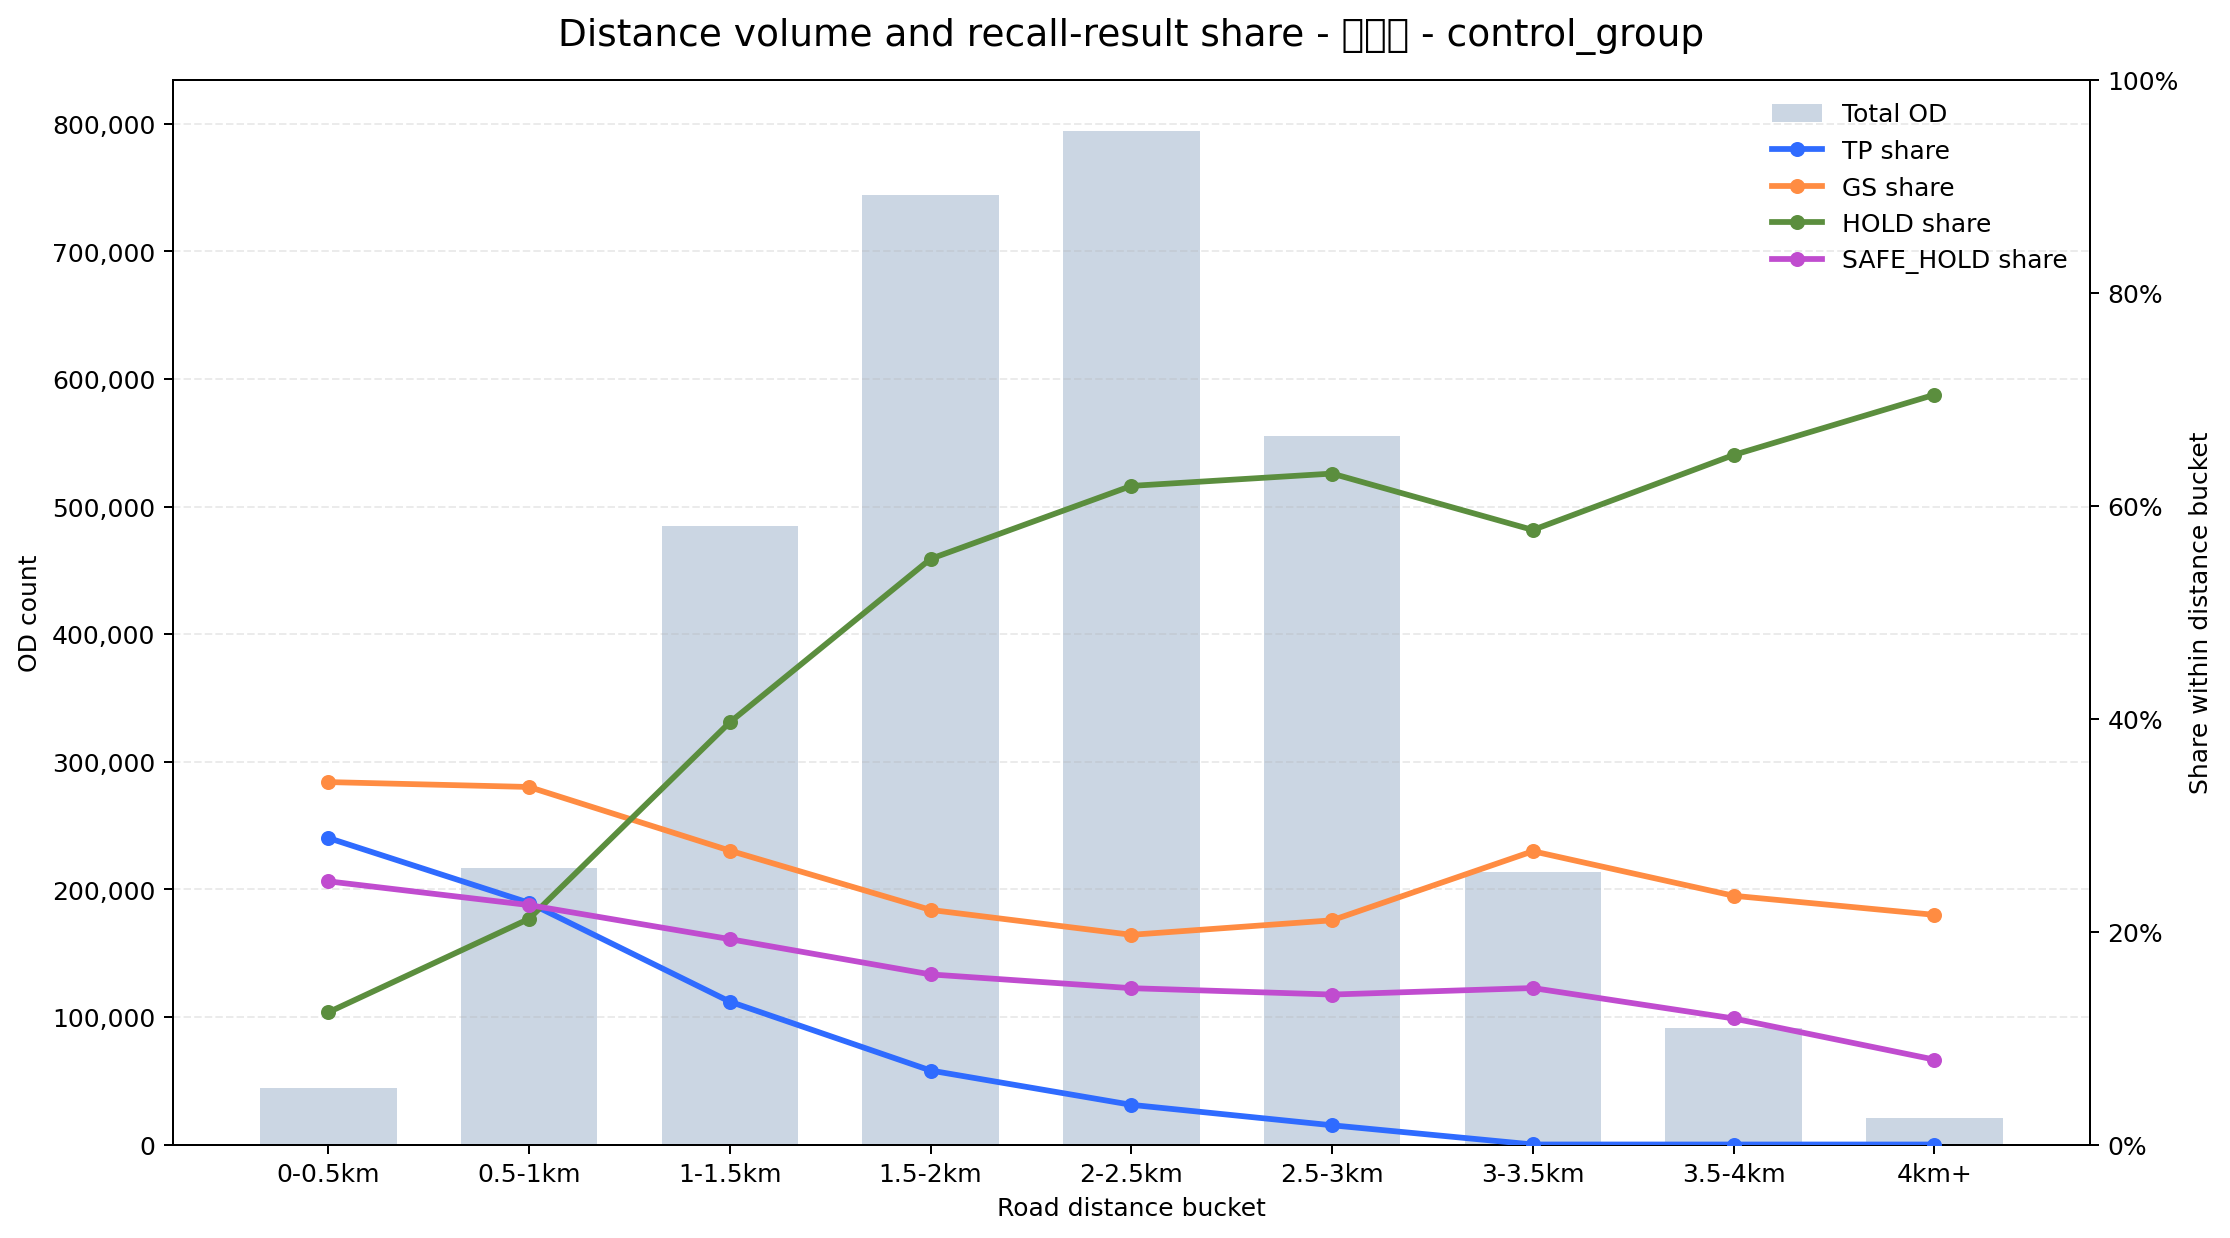 Distance volume and recall-result share - □□□ - control_group
Total OD
TP share
GS share
HOLD share
SAFE_HOLD share
800,000
700,000
600,000
500,000
400,000
300,000
200,000
100,000
0
OD count
100%
80%
60%
40%
20%
0%
Share within distance bucket
0-0.5km
0.5-1km
1-1.5km
1.5-2km
2-2.5km
2.5-3km
3-3.5km
3.5-4km
4km+
Road distance bucket